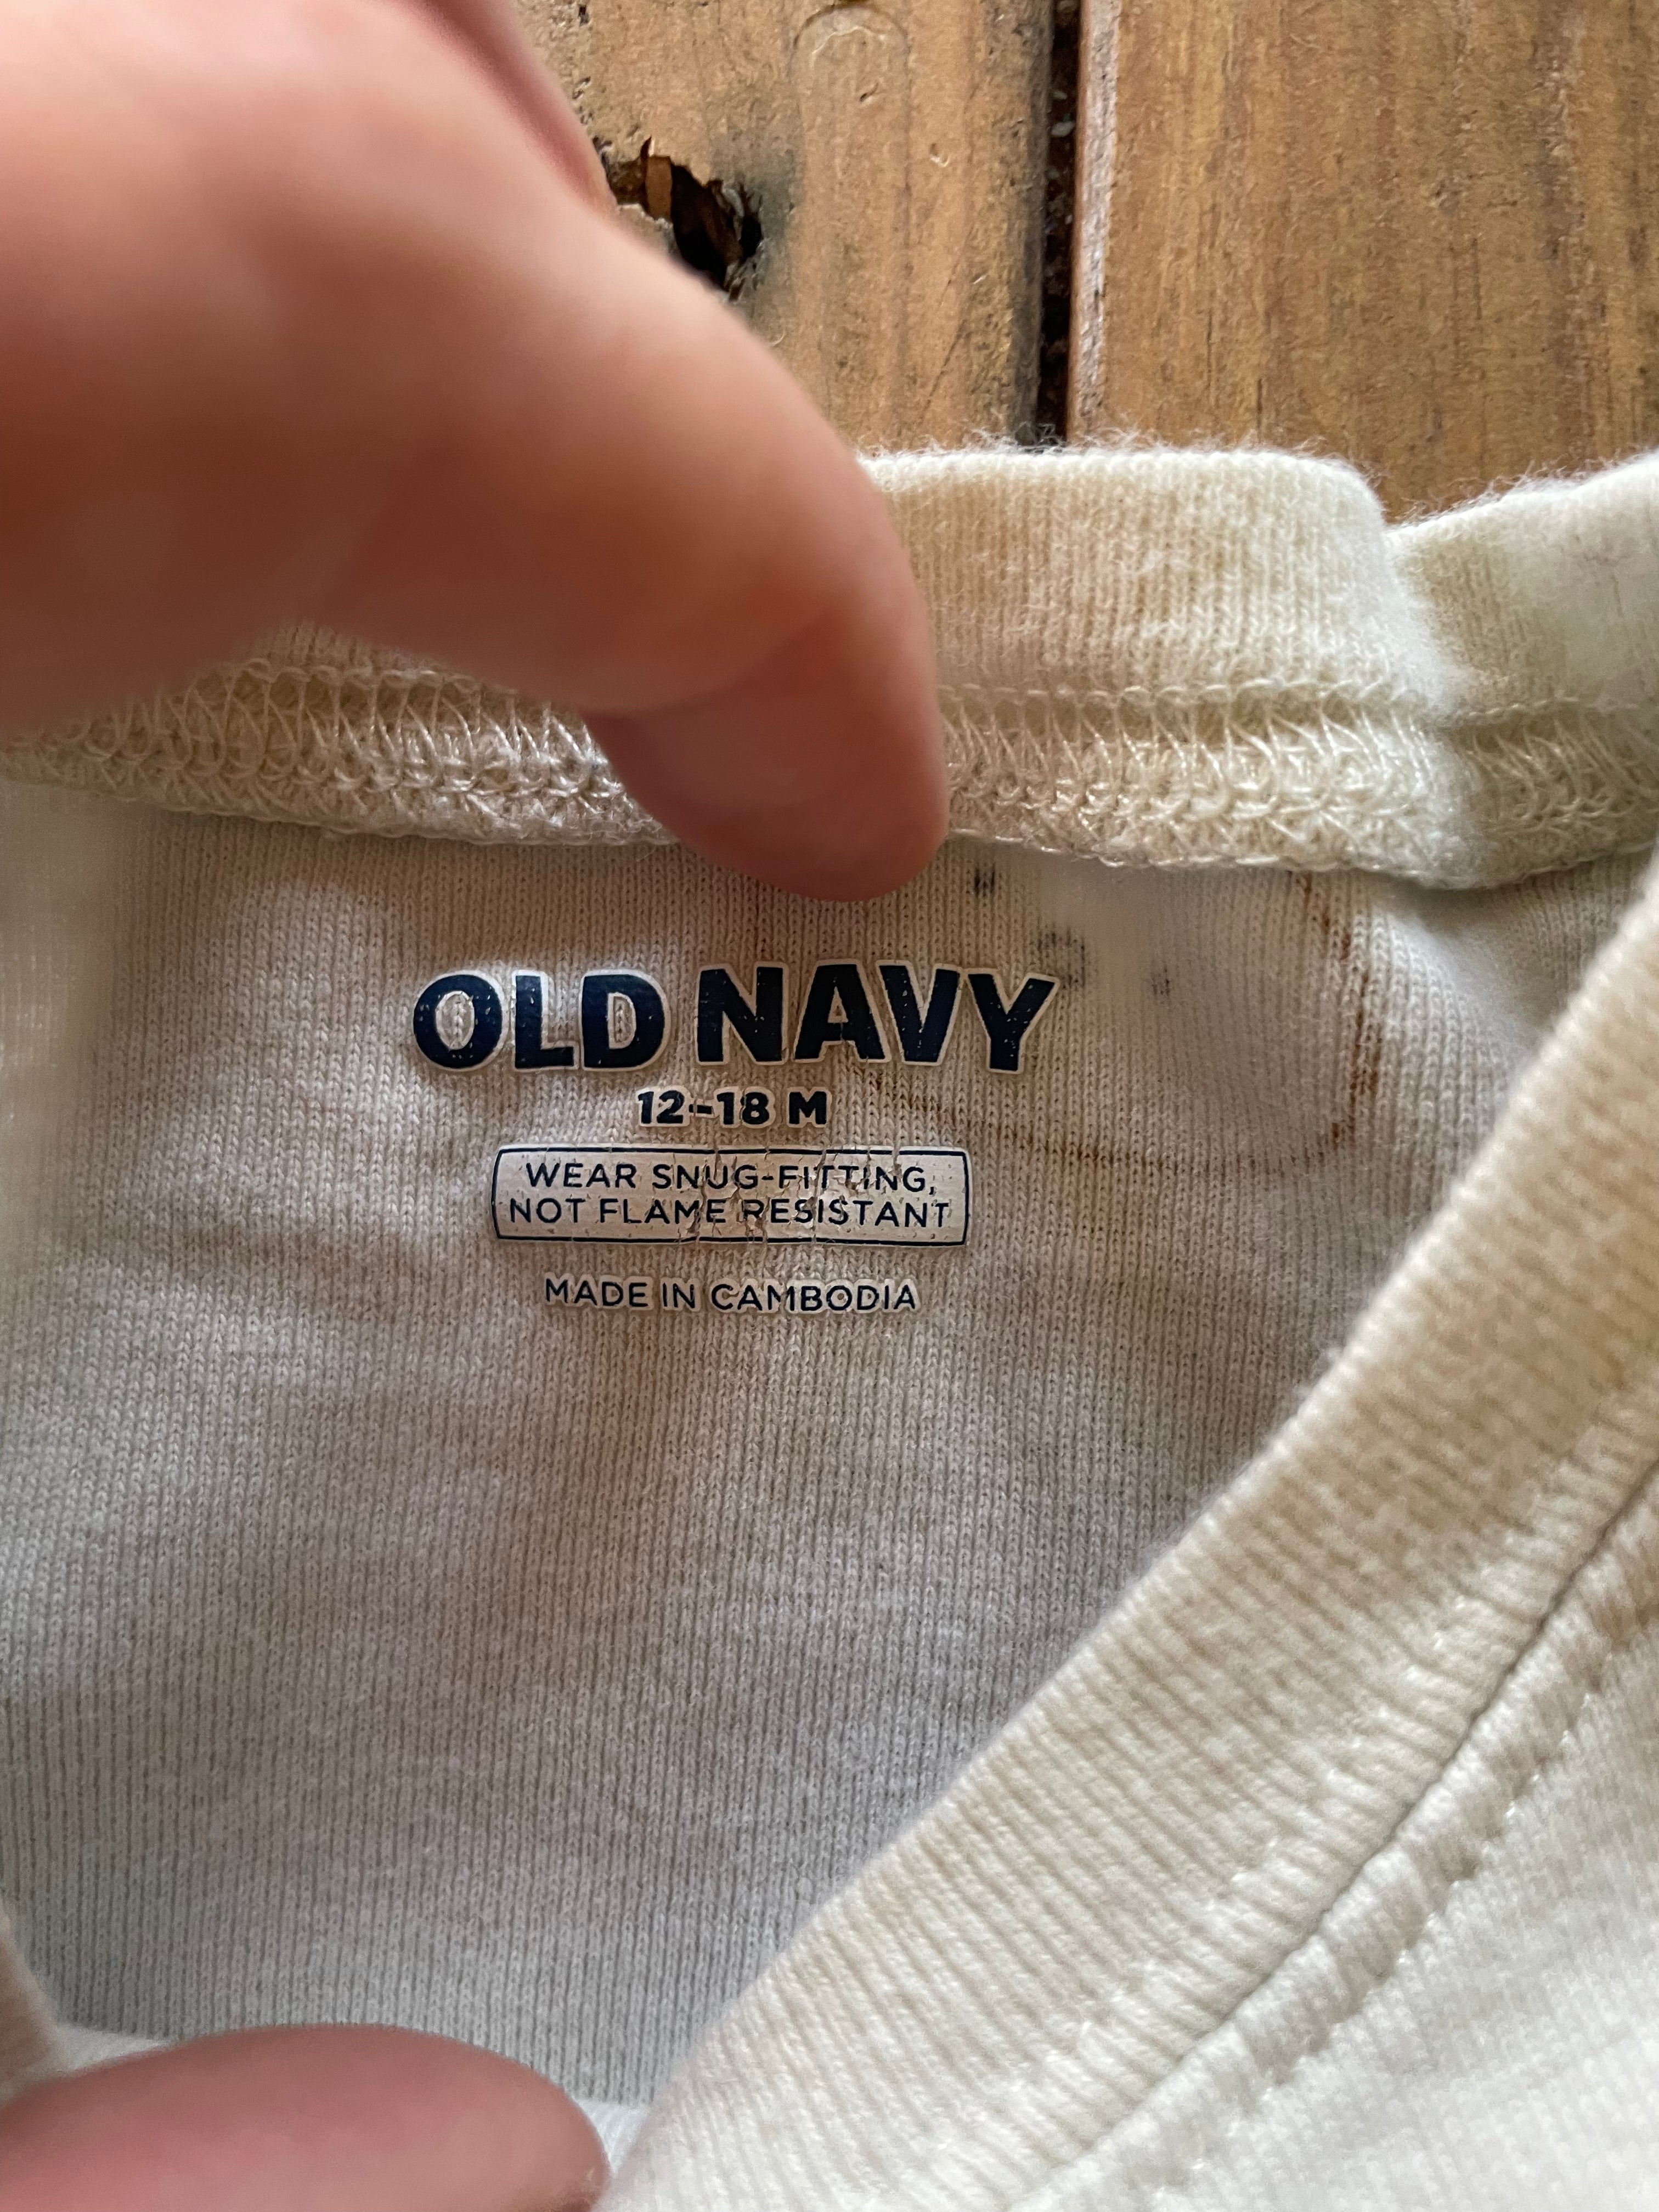 OLD NAVY
12-18 M
WEAR SNUG-FITTING,
NOT FLAME RESISTANT
MADE IN CAMBODIA